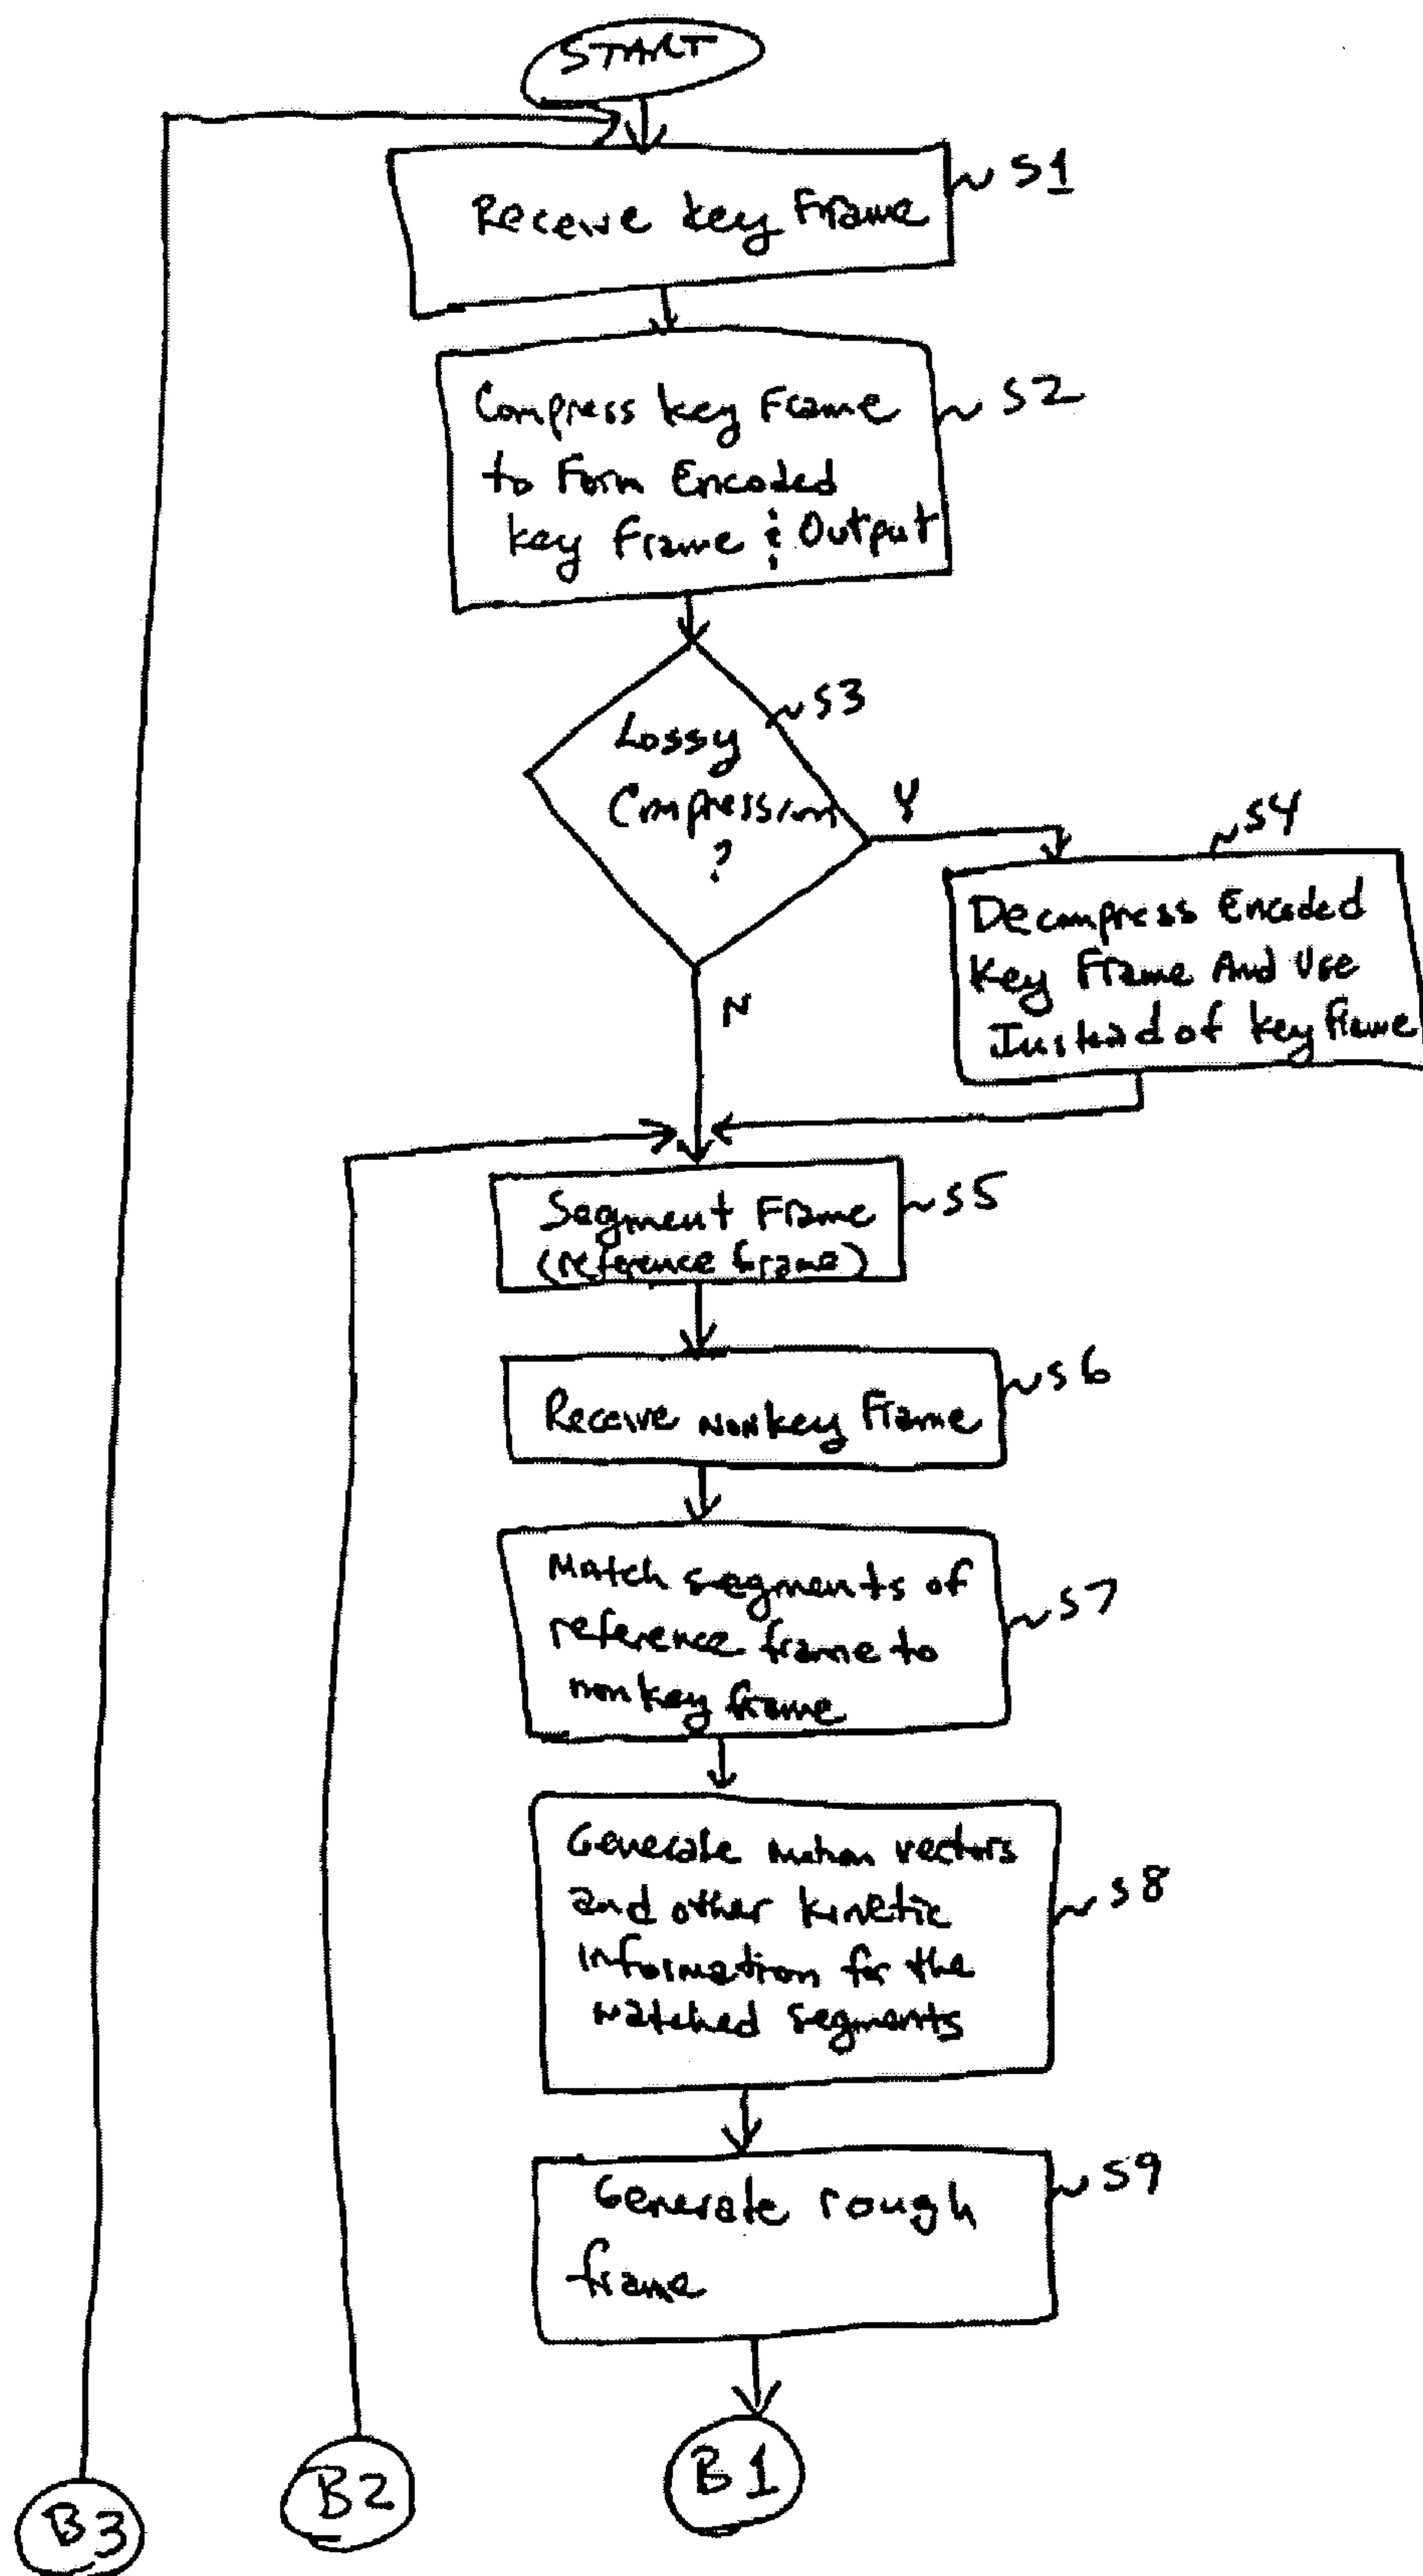 START
S1
Receive key Frame
S2
Compress key Frame
to Form Encoded
key Frame & Output
S3
Lossy
Compression
?
Y
N
S4
Decompress Encoded
Key Frame And Use
Instead of key frame
Segment Frame
(reference frame)
S5
Receive NonKey Frame
S6
Match segments of
reference frame to
nonkey frame
S7
Generate motion vectors
and other kinetic
information for the
matched segments
S8
Generate rough
frame
S9
B1
B2
B3